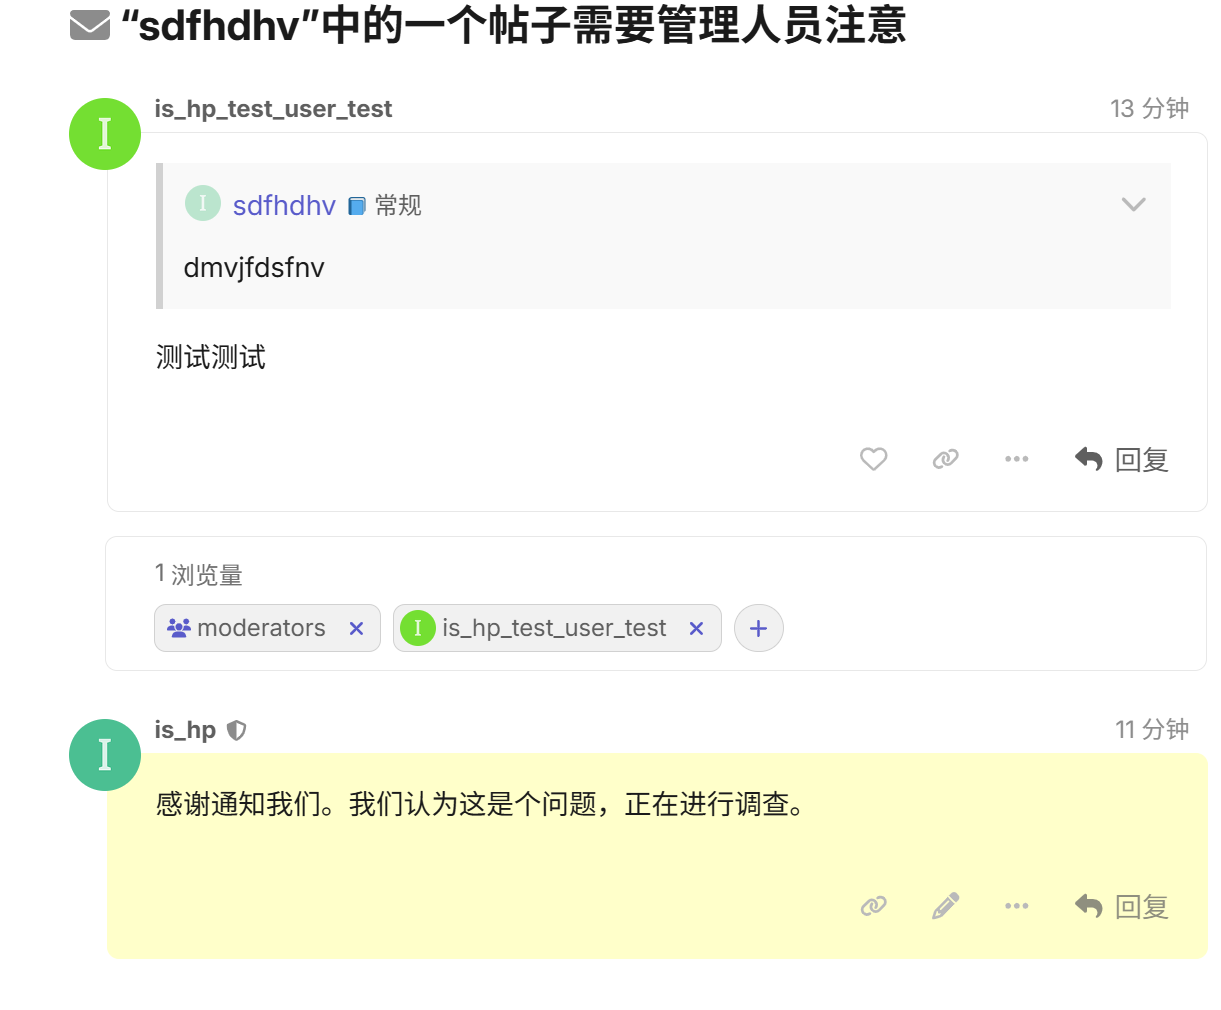 “sdfhdhv”中的一个帖子需要管理人员注意
I
is_hp_test_user_test
13 分钟
I
sdfhdhv
常规
dmvjfdsfnv
测试测试
回复
1 浏览量
moderators
I
is_hp_test_user_test
I
is_hp
11 分钟
感谢通知我们。我们认为这是个问题，正在进行调查。
回复